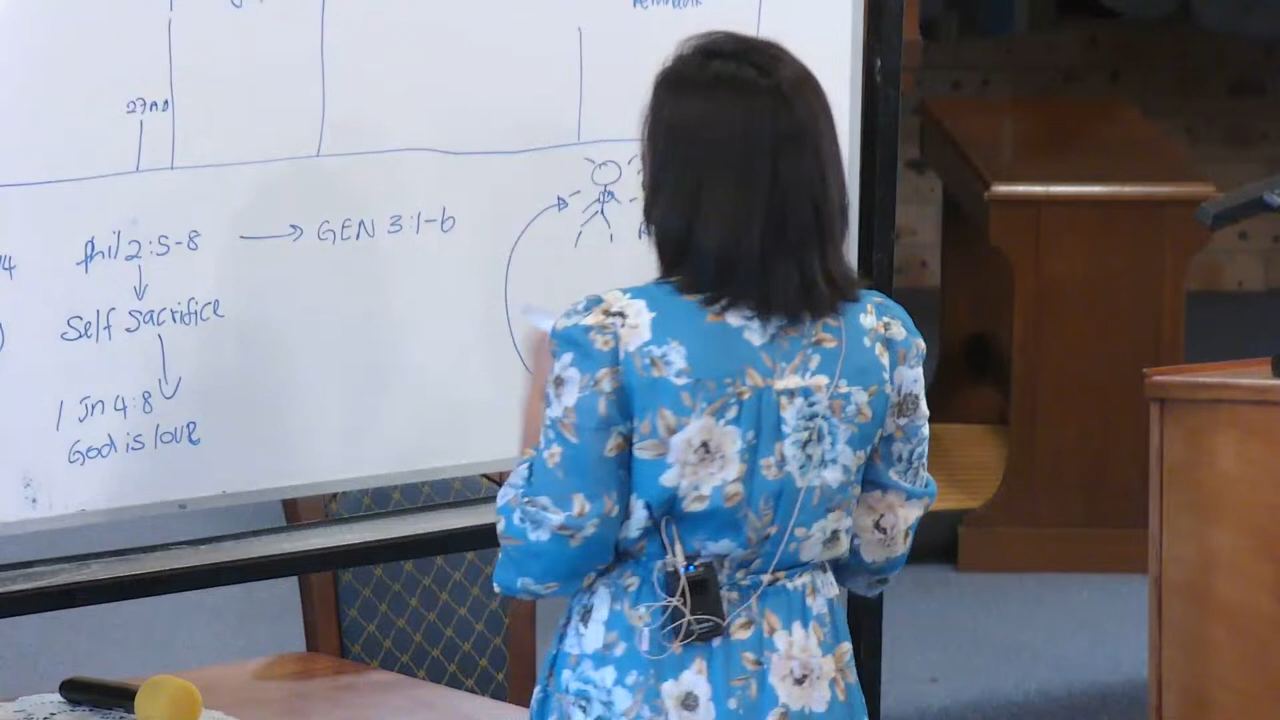 27AD
Phil 2:5-8 → GEN 3:1-6
Self Sacrifice
1 Jn 4:8
God is love